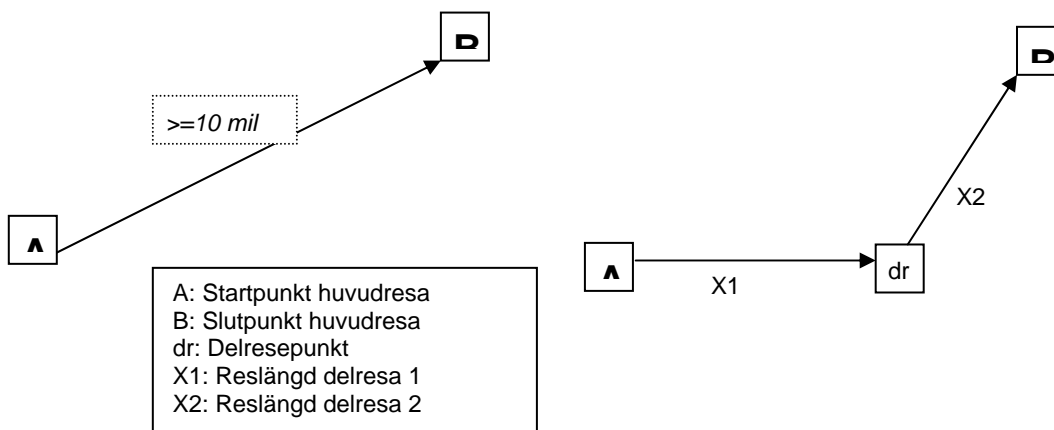 B
B
>=10 mil
X2
A
A
dr
X1
A: Startpunkt huvudresa
B: Slutpunkt huvudresa
dr: Delresepunkt
X1: Reslängd delresa 1
X2: Reslängd delresa 2